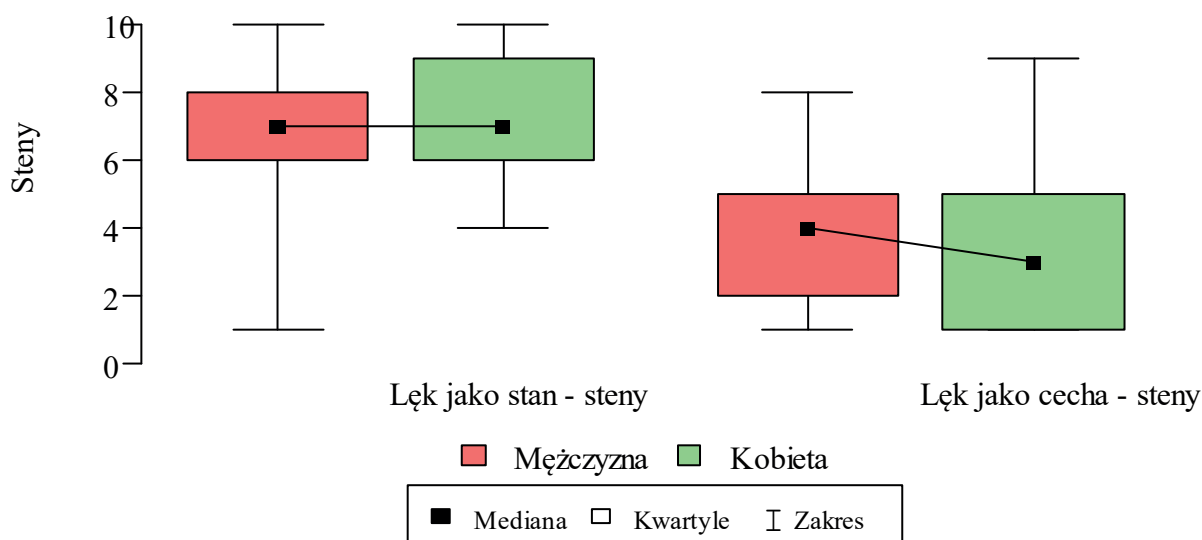 Steny
10
8
6
4
2
0
Lęk jako stan - steny
Lęk jako cecha - steny
Mężczyzna Kobieta
Mediana Kwartyle Zakres